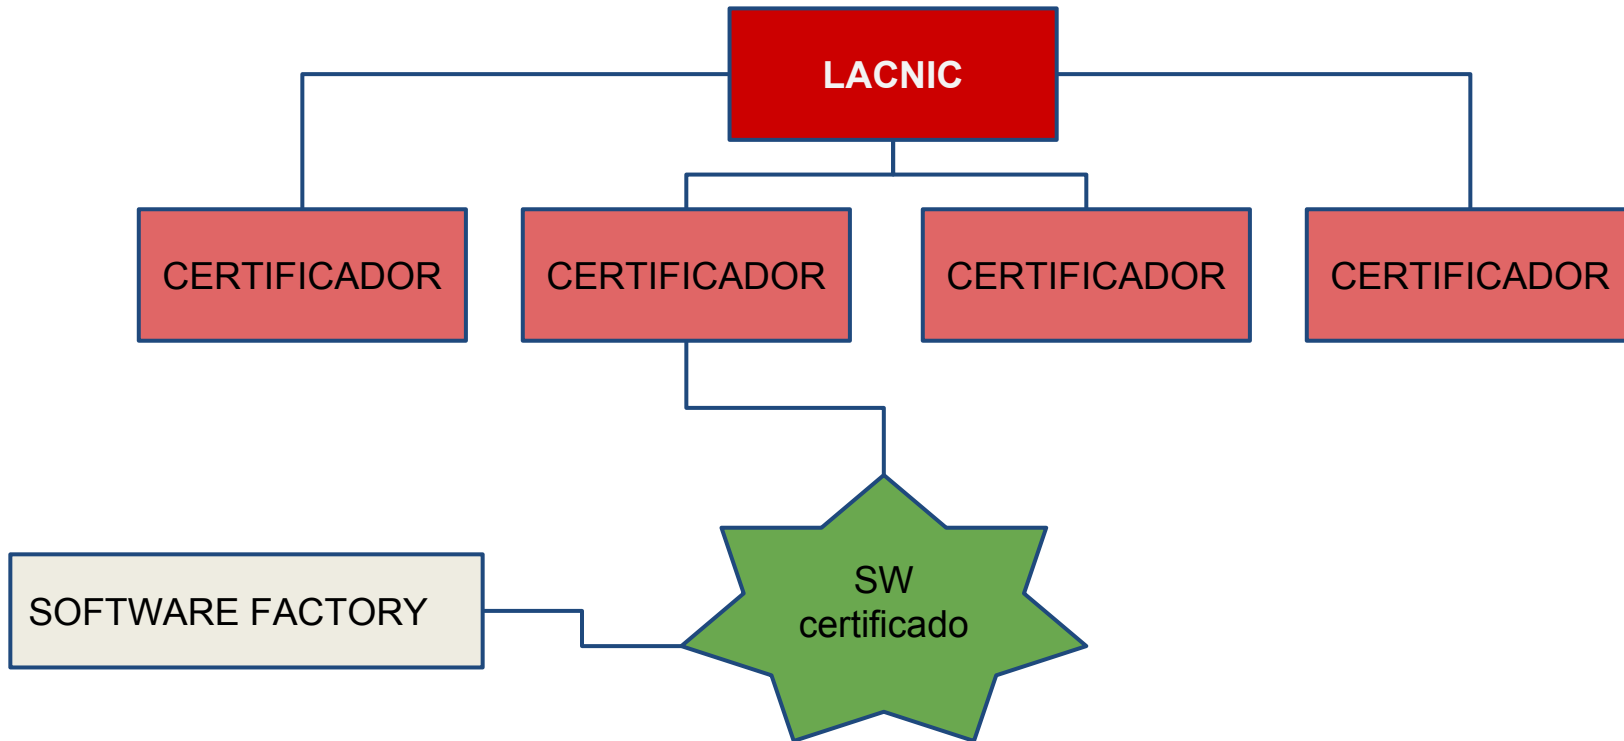 LACNIC
CERTIFICADOR
CERTIFICADOR
CERTIFICADOR
CERTIFICADOR
SW
certificado
SOFTWARE FACTORY